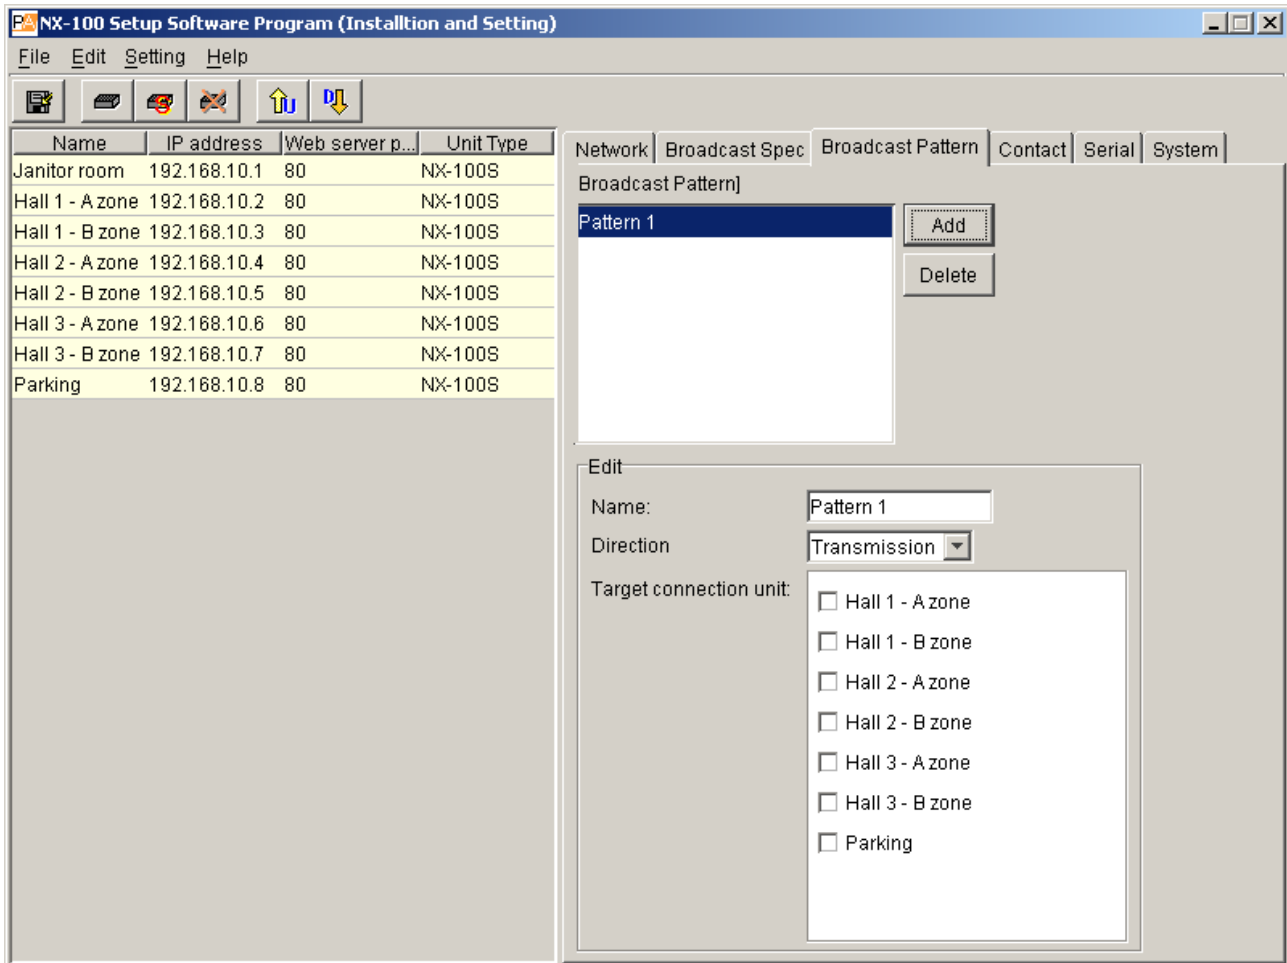 PA NX-100 Setup Software Program (Installtion and Setting)
File Edit Setting Help
U D
Name IP address Web server p... Unit Type
Janitor room 192.168.10.1 80 NX-100S
Hall 1 - A zone 192.168.10.2 80 NX-100S
Hall 1 - B zone 192.168.10.3 80 NX-100S
Hall 2 - A zone 192.168.10.4 80 NX-100S
Hall 2 - B zone 192.168.10.5 80 NX-100S
Hall 3 - A zone 192.168.10.6 80 NX-100S
Hall 3 - B zone 192.168.10.7 80 NX-100S
Parking 192.168.10.8 80 NX-100S
Network Broadcast Spec Broadcast Pattern Contact Serial System
Broadcast Pattern]
Pattern 1
Add
Delete
Edit
Name: Pattern 1
Direction Transmission
Target connection unit:
Hall 1 - A zone
Hall 1 - B zone
Hall 2 - A zone
Hall 2 - B zone
Hall 3 - A zone
Hall 3 - B zone
Parking